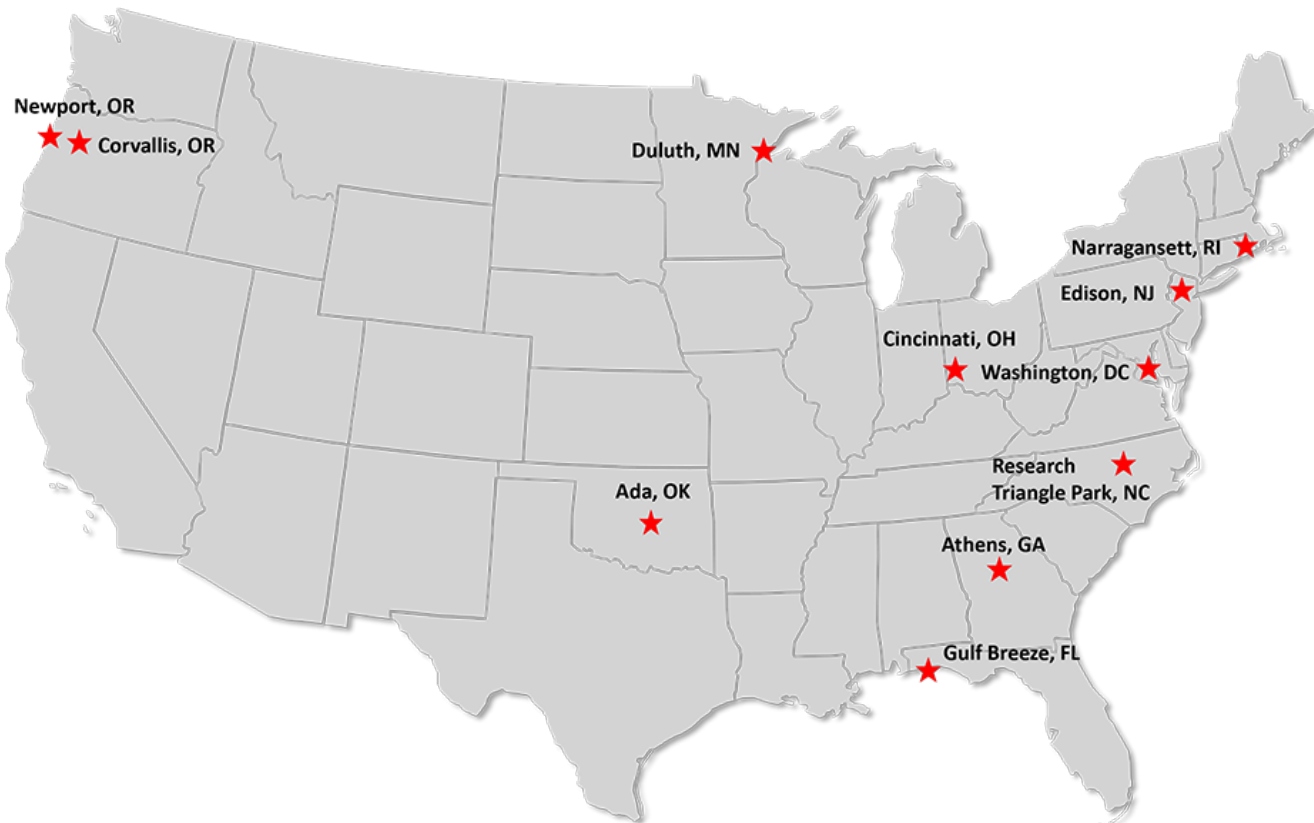 Newport, OR
Corvallis, OR
Duluth, MN
Narragansett, RI
Edison, NJ
Cincinnati, OH
Washington, DC
Research
Triangle Park, NC
Ada, OK
Athens, GA
Gulf Breeze, FL